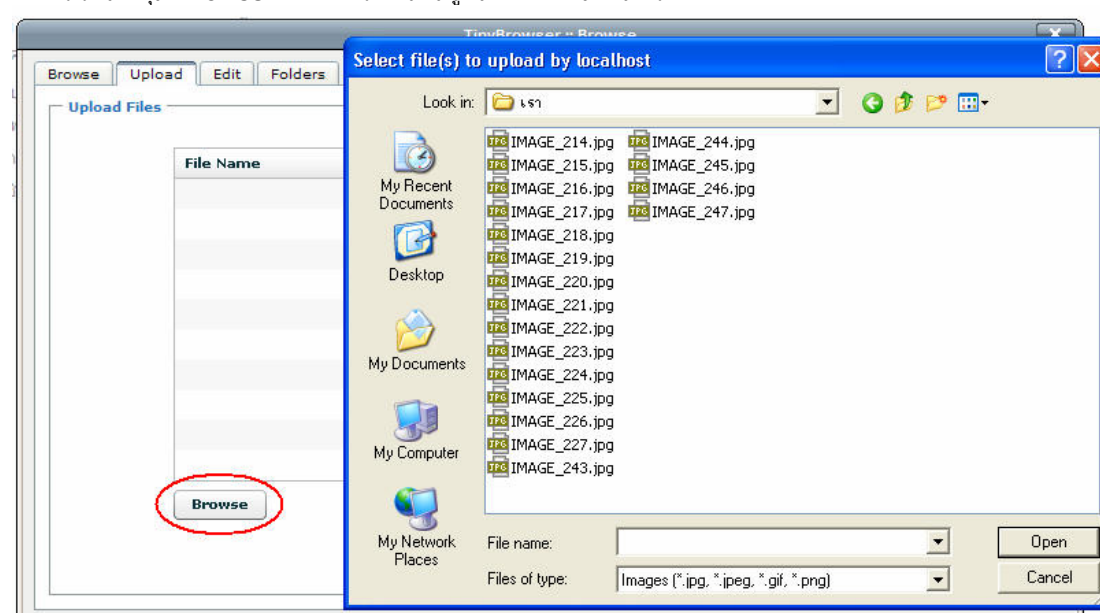 TinyBrowser :: Browse
Browse Upload Edit Folders
Upload Files
File Name
Browse
Select file(s) to upload by localhost
Look in: เรา
My Recent Documents
Desktop
My Documents
My Computer
My Network Places
IMAGE_214.jpg IMAGE_244.jpg
IMAGE_215.jpg IMAGE_245.jpg
IMAGE_216.jpg IMAGE_246.jpg
IMAGE_217.jpg IMAGE_247.jpg
IMAGE_218.jpg
IMAGE_219.jpg
IMAGE_220.jpg
IMAGE_221.jpg
IMAGE_222.jpg
IMAGE_223.jpg
IMAGE_224.jpg
IMAGE_225.jpg
IMAGE_226.jpg
IMAGE_227.jpg
IMAGE_243.jpg
File name: Open
Files of type: Images (*.jpg, *.jpeg, *.gif, *.png) Cancel